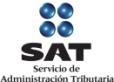 SAT
Servicio de
Administración Tributaria